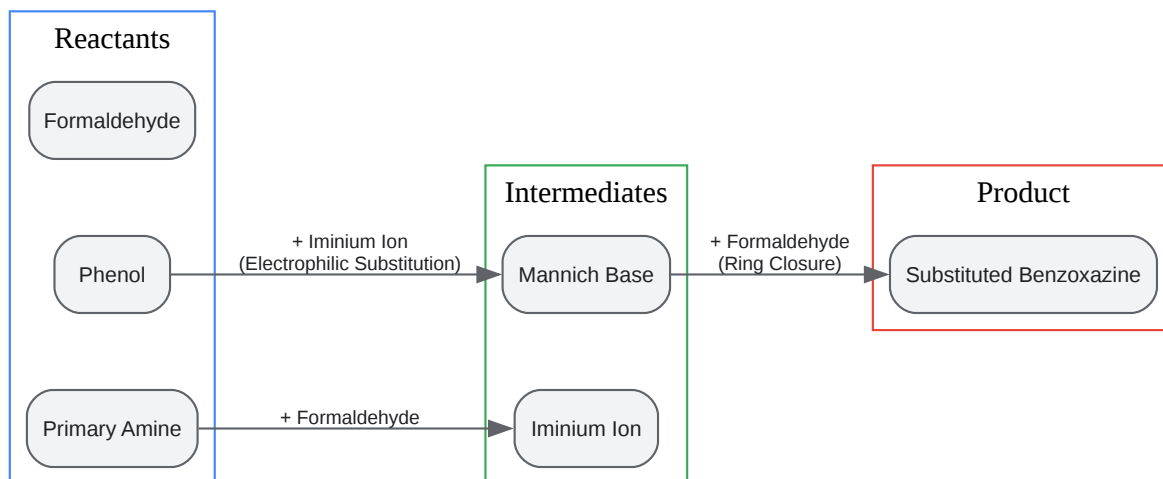 Reactants
Formaldehyde
Phenol
Primary Amine
+ Iminium Ion
(Electrophilic Substitution)
+ Formaldehyde
Intermediates
Mannich Base
Iminium Ion
+ Formaldehyde
(Ring Closure)
Product
Substituted Benzoxazine